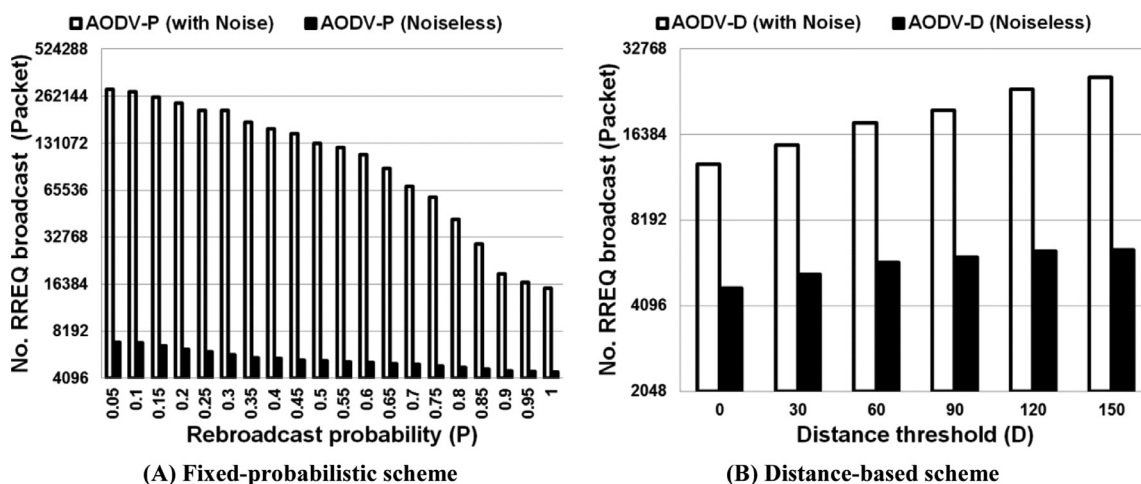 AODV-P (with Noise) AODV-P (Noiseless)
524288
262144
131072
65536
32768
16384
8192
4096
No. RREQ broadcast (Packet)
0.05 0.1 0.15 0.2 0.25 0.3 0.35 0.4 0.45 0.5 0.55 0.6 0.65 0.7 0.75 0.8 0.85 0.9 0.95 1
Rebroadcast probability (P)
(A) Fixed-probabilistic scheme
AODV-D (with Noise) AODV-D (Noiseless)
32768
16384
8192
4096
2048
No. RREQ broadcast (Packet)
0 30 60 90 120 150
Distance threshold (D)
(B) Distance-based scheme